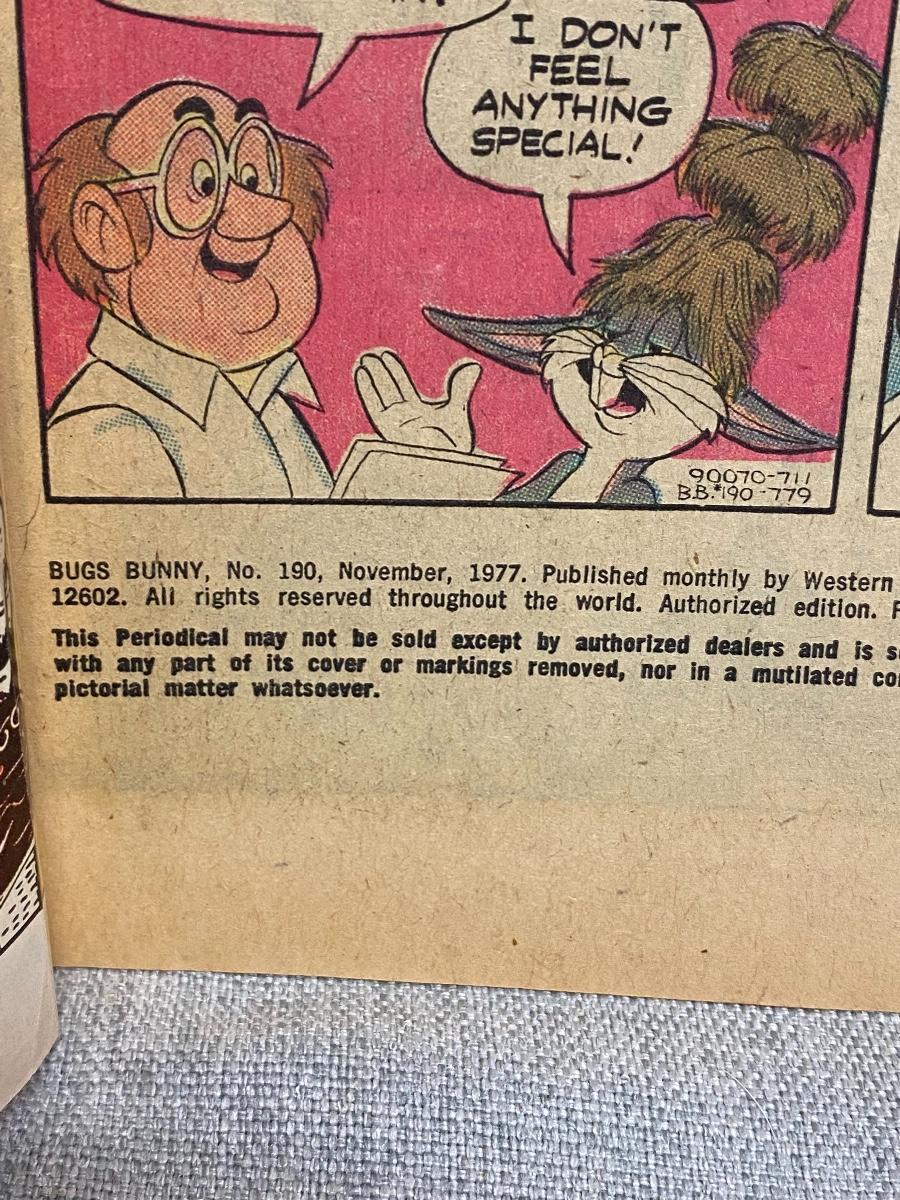 I DON'T
FEEL
ANYTHING
SPECIAL!
90070-711
B.B.*190-779
BUGS BUNNY, No. 190, November, 1977. Published monthly by Western
12602. All rights reserved throughout the world. Authorized edition.
This Periodical may not be sold except by authorized dealers and is
with any part of its cover or markings removed, nor in a mutilated
pictorial matter whatsoever.